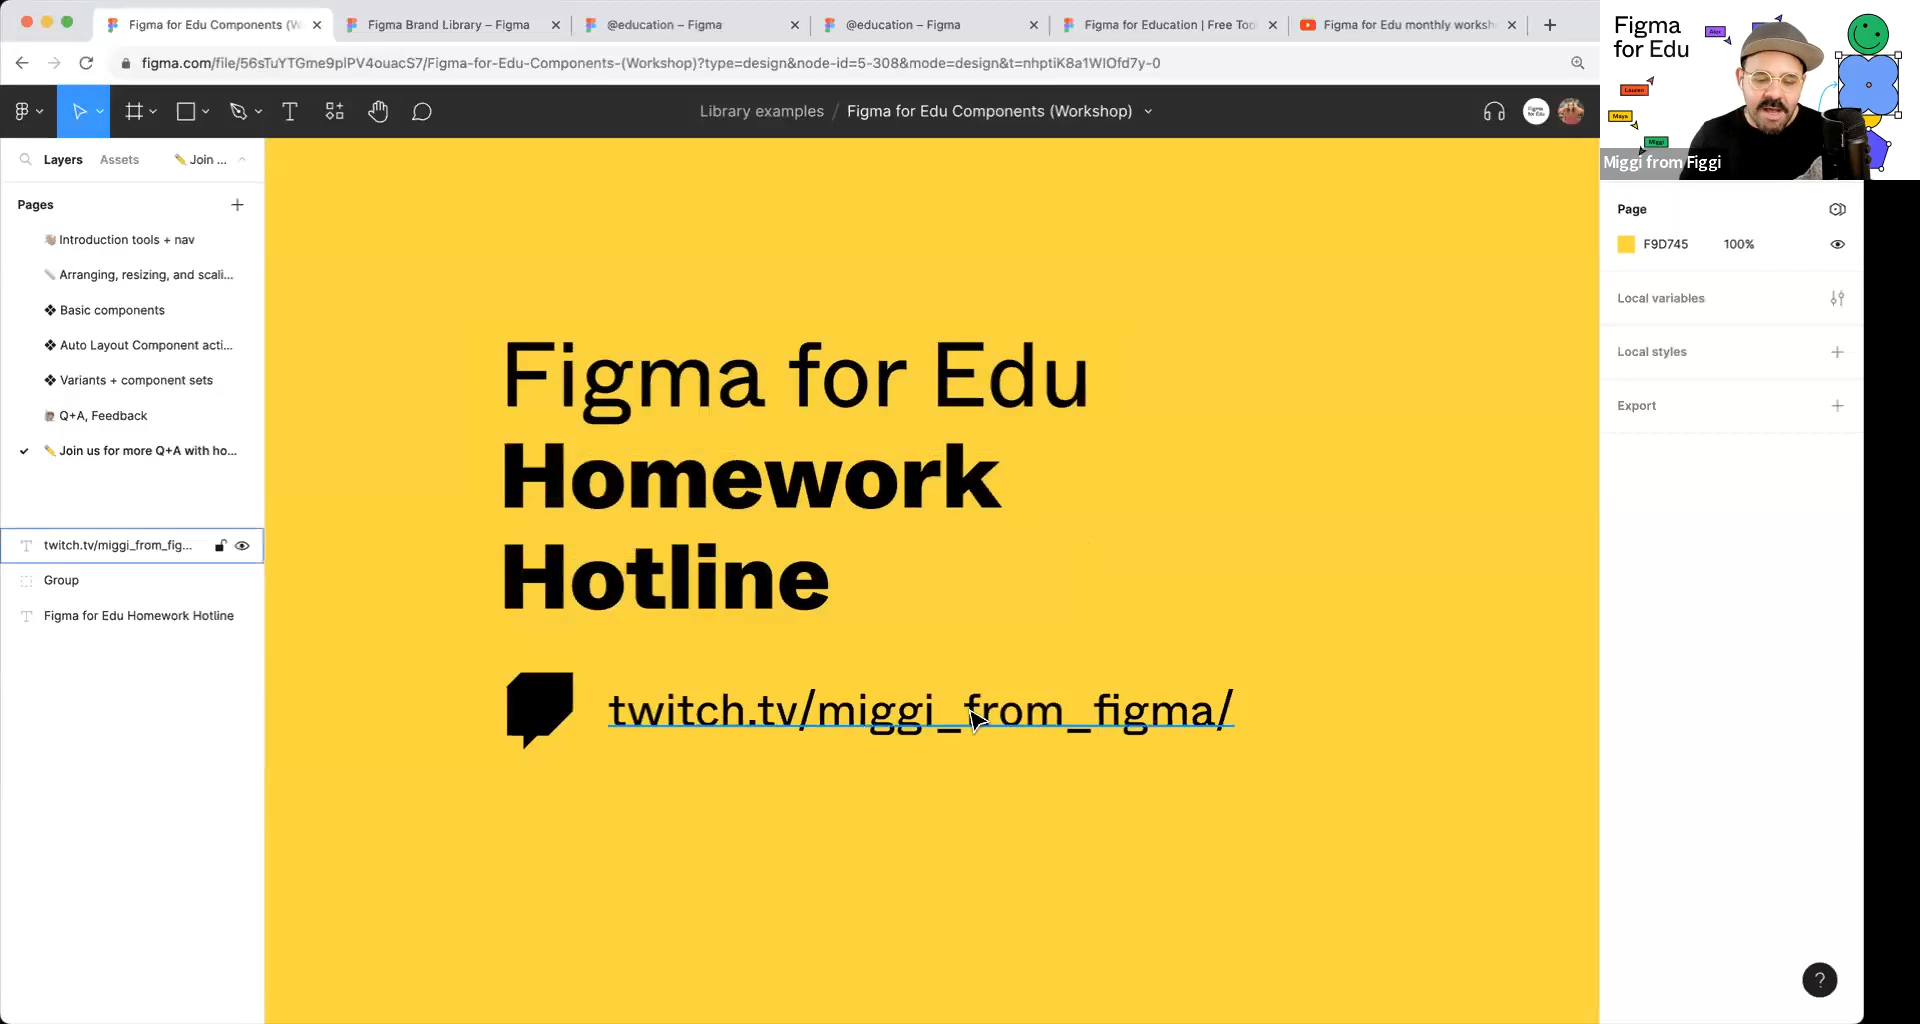 Figma for Edu Components (W
Figma Brand Library – Figma
@education – Figma
@education – Figma
Figma for Education | Free Too
Figma for Edu monthly worksh
figma.com/file/56sTuYTGme9plPV4ouacS7/Figma-for-Edu-Components-(Workshop)?type=design&node-id=5-308&mode=design&t=nhptiK8a1WIOfd7y-0
Library examples / Figma for Edu Components (Workshop)
Layers
Assets
Join ...
Pages
Introduction tools + nav
Arranging, resizing, and scali...
Basic components
Auto Layout Component acti...
Variants + component sets
Q+A, Feedback
Join us for more Q+A with ho...
twitch.tv/miggi_from_fig...
Group
Figma for Edu Homework Hotline
Figma for Edu
Homework
Hotline
twitch.tv/miggi_from_figma/
Figma
for Edu
Alex
Lauren
Maya
Miggi
Miggi from Figgi
Page
F9D745 100%
Local variables
Local styles
Export
?